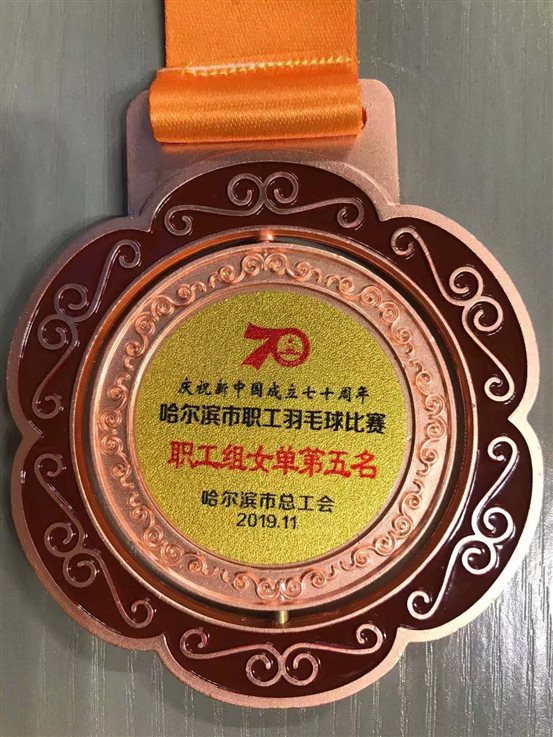 70
庆祝新中国成立七十周年
哈尔滨市职工羽毛球比赛
职工组女单第五名
哈尔滨市总工会
2019.11